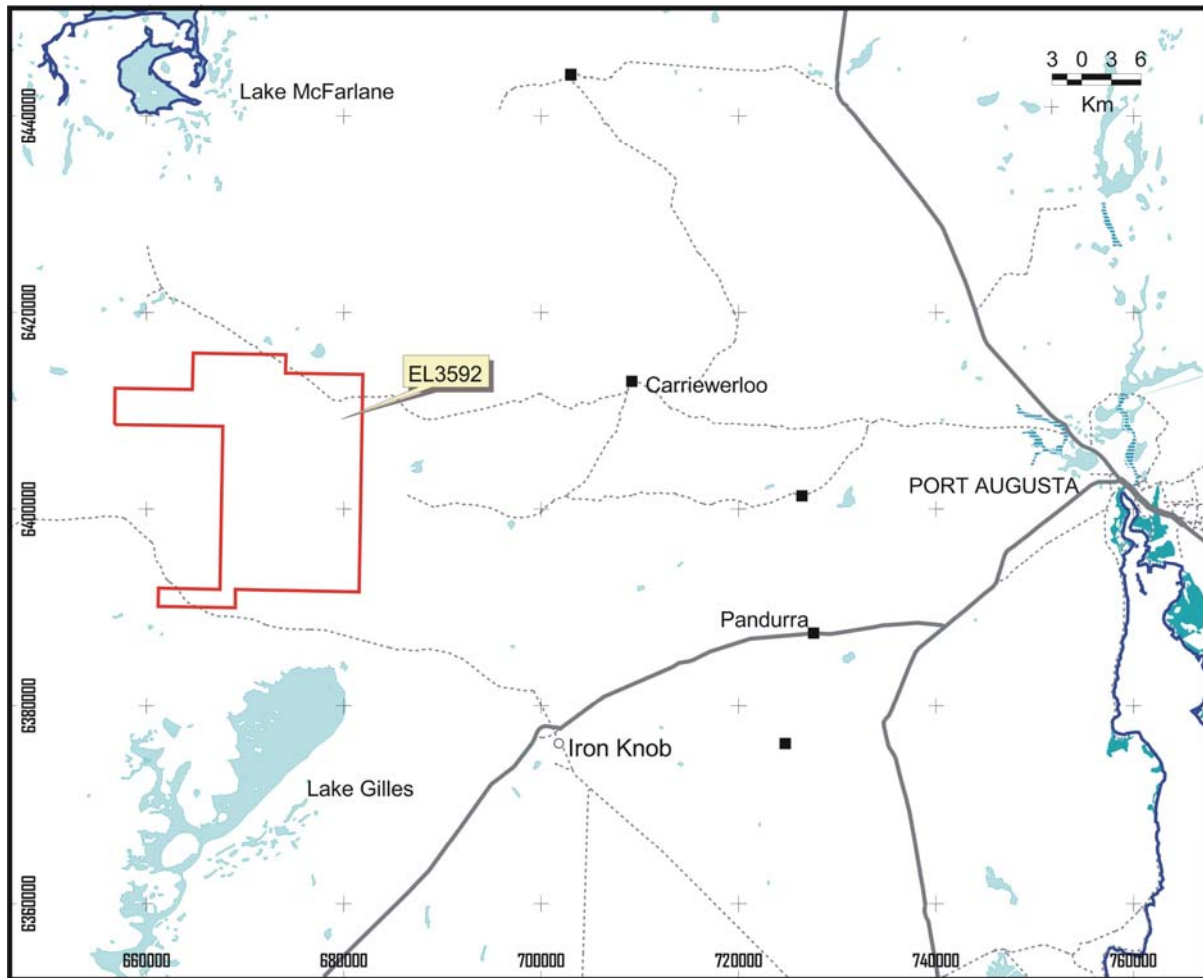 3 0 3 6
Km
Lake McFarlane
6440000
6420000
EL3592
Carriewerloo
PORT AUGUSTA
6400000
Pandurra
6380000
Iron Knob
Lake Gilles
6360000
660000 680000 700000 720000 740000 760000